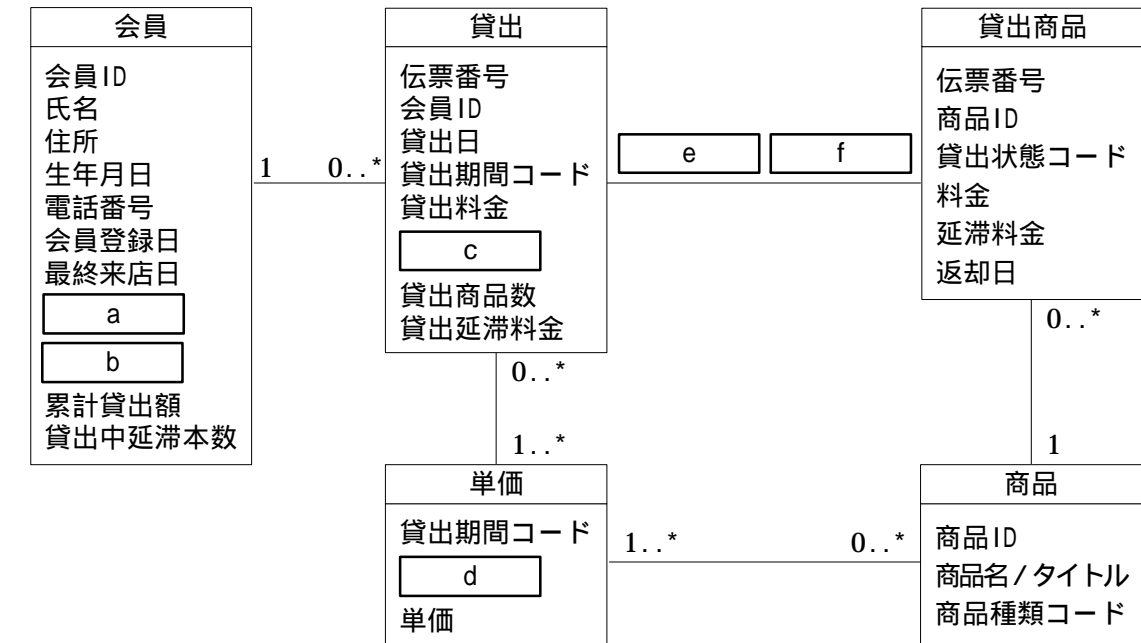 会員
会員ID
氏名
住所
生年月日
電話番号
会員登録日
最終来店日
a
b
累計貸出額
貸出中延滞本数
1 0..*
貸出
伝票番号
会員ID
貸出日
貸出期間コード
貸出料金
c
貸出商品数
貸出延滞料金
e f
貸出商品
伝票番号
商品ID
貸出状態コード
料金
延滞料金
返却日
0..*
1..*
0..*
1
単価
貸出期間コード
d
単価
1..* 0..*
商品
商品ID
商品名/タイトル
商品種類コード